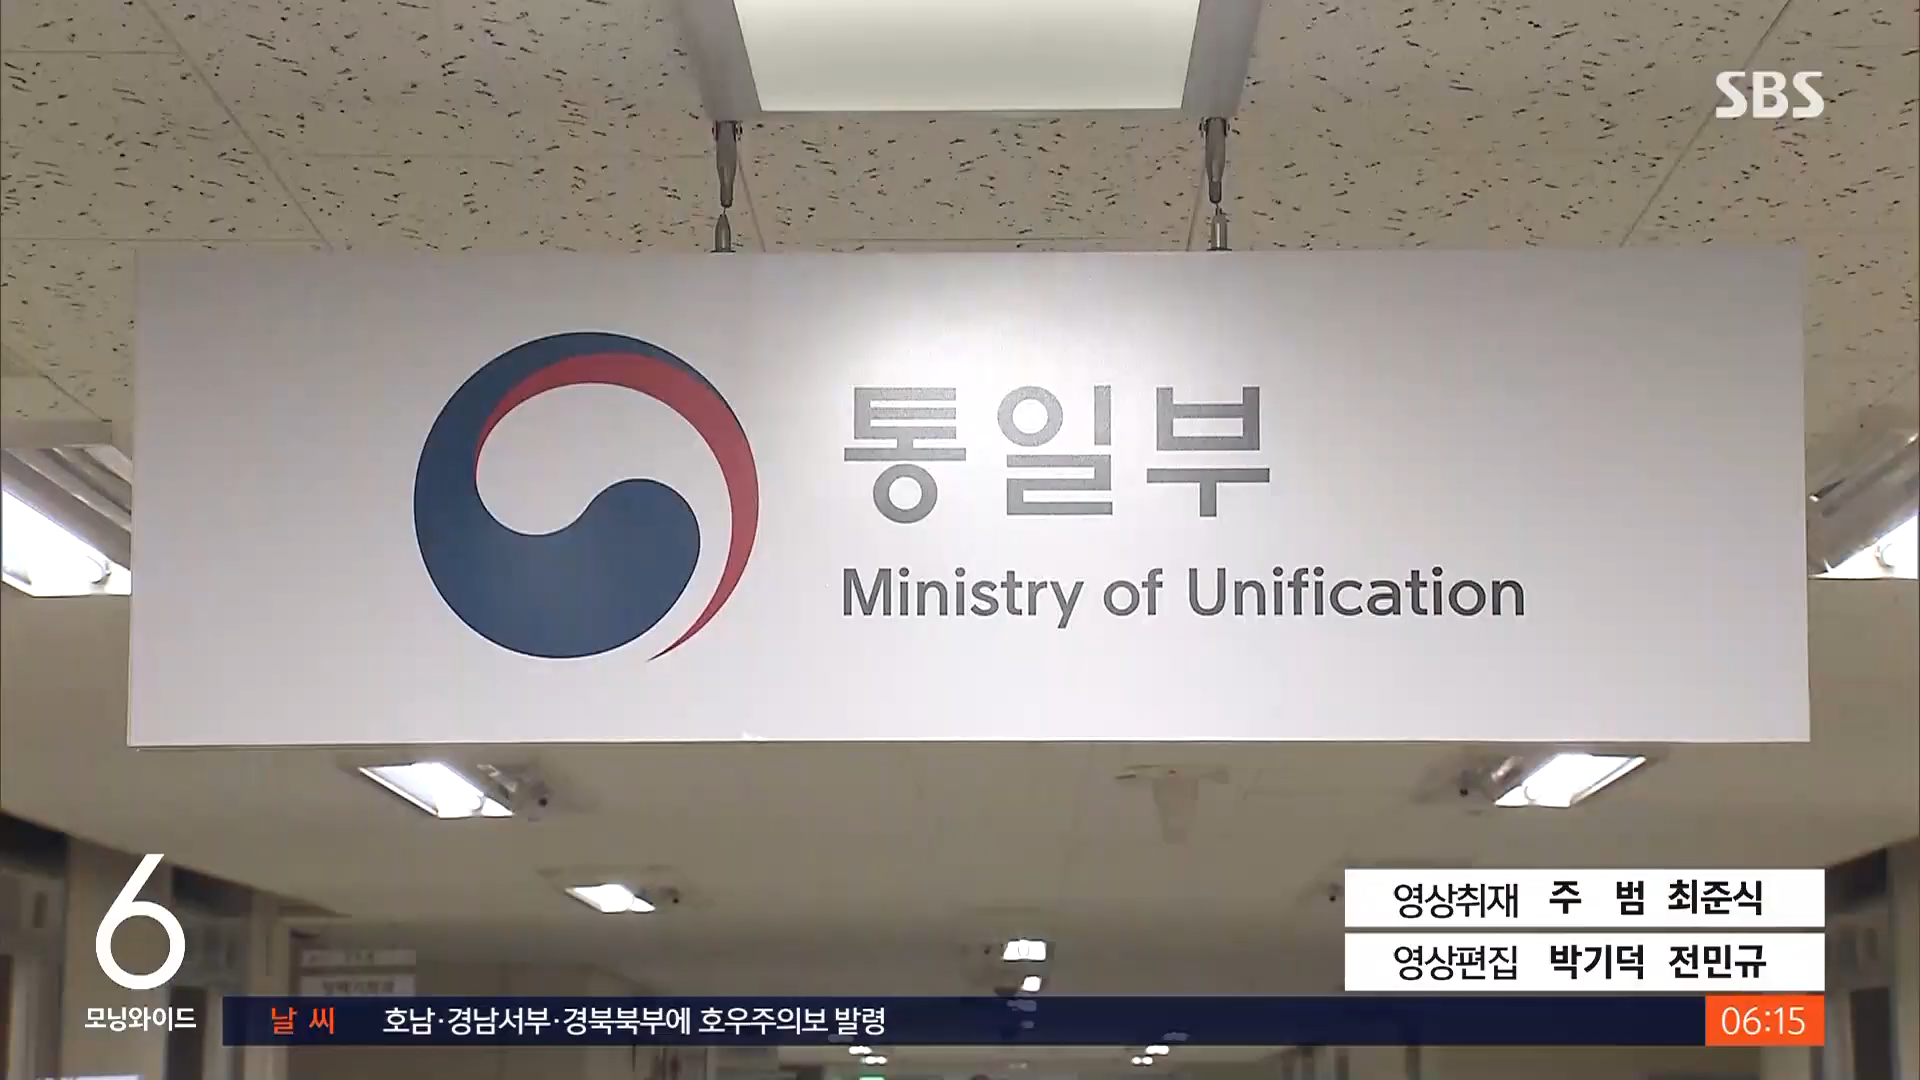 SBS
통일부
Ministry of Unification
영상취재 주 범 최준식
영상편집 박기덕 전민규
6
모닝와이드
날씨 호남·경남서부·경북북부에 호우주의보 발령
06:15